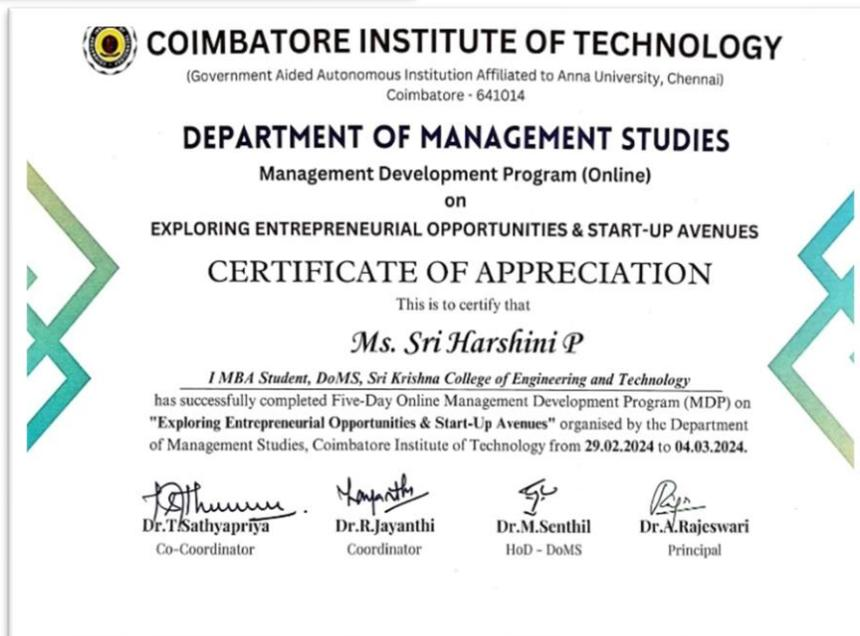 COIMBATORE INSTITUTE OF TECHNOLOGY
(Government Aided Autonomous Institution Affiliated to Anna University, Chennai)
Coimbatore - 641014
DEPARTMENT OF MANAGEMENT STUDIES
Management Development Program (Online)
on
EXPLORING ENTREPRENEURIAL OPPORTUNITIES & START-UP AVENUES
CERTIFICATE OF APPRECIATION
This is to certify that
Ms. Sri Harshini P
I MBA Student, DoMS, Sri Krishna College of Engineering and Technology
has successfully completed Five-Day Online Management Development Program (MDP) on
"Exploring Entrepreneurial Opportunities & Start-Up Avenues" organised by the Department
of Management Studies, Coimbatore Institute of Technology from 29.02.2024 to 04.03.2024.
Dr.T.Sathyapriya Dr.R.Jayanthi Dr.M.Senthil Dr.A.Rajeswari
Co-Coordinator Coordinator HoD - DoMS Principal